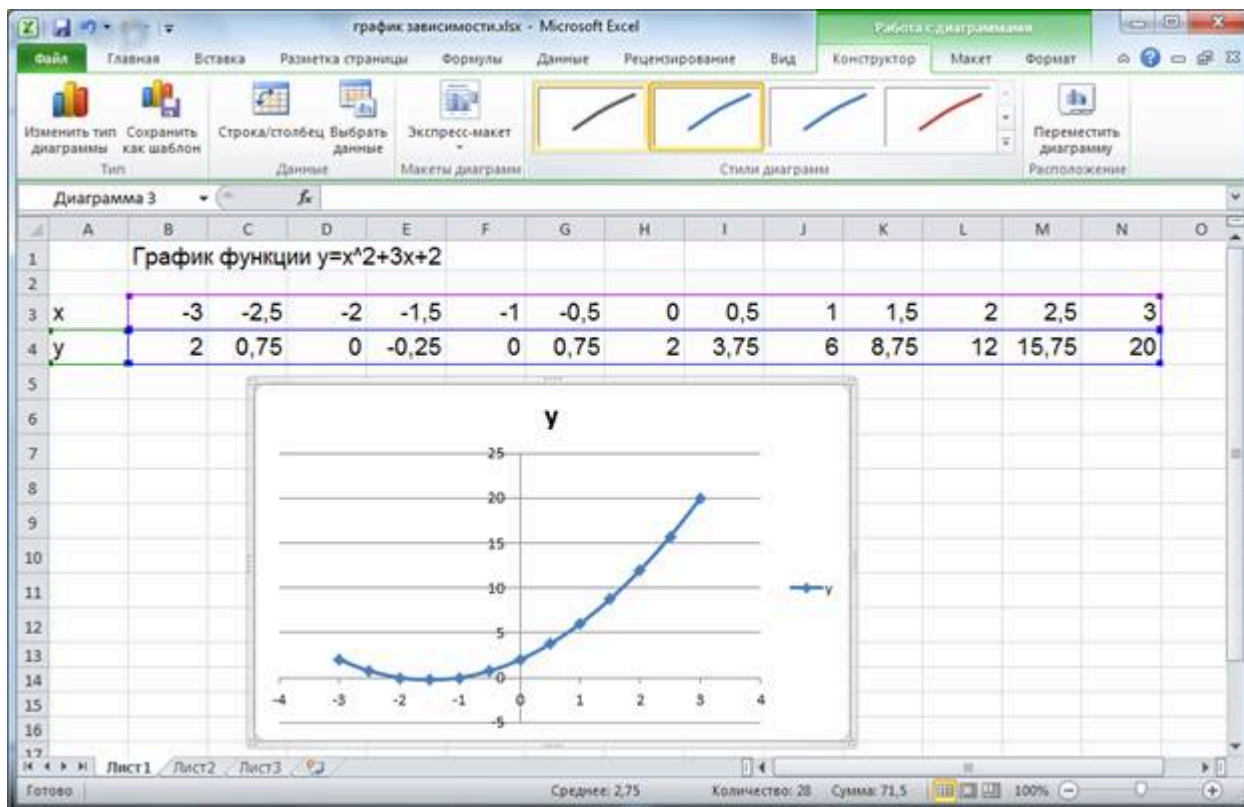 график зависимости.xlsx - Microsoft Excel
Работа с диаграммами
Файл Главная Вставка Разметка страницы Формулы Данные Рецензирование Вид Конструктор Макет Формат
Изменить тип диаграммы
Сохранить как шаблон
Строка/столбец
Выбрать данные
Экспресс-макет
Переместить диаграмму
Тип Данные Макеты диаграмм Стили диаграмм Расположение
Диаграмма 3 fx
A B C D E F G H I J K L M N O
1 График функции y=x^2+3x+2
2
3 x -3 -2,5 -2 -1,5 -1 -0,5 0 0,5 1 1,5 2 2,5 3
4 y 2 0,75 0 -0,25 0 0,75 2 3,75 6 8,75 12 15,75 20
5
6
7
8
9
10
11
12
13
14
15
16
17
y
25
20
15
10
5
0
-5
-4 -3 -2 -1 0 1 2 3 4
y
Лист1 Лист2 Лист3
Готово Среднее: 2,75 Количество: 28 Сумма: 71,5 100%